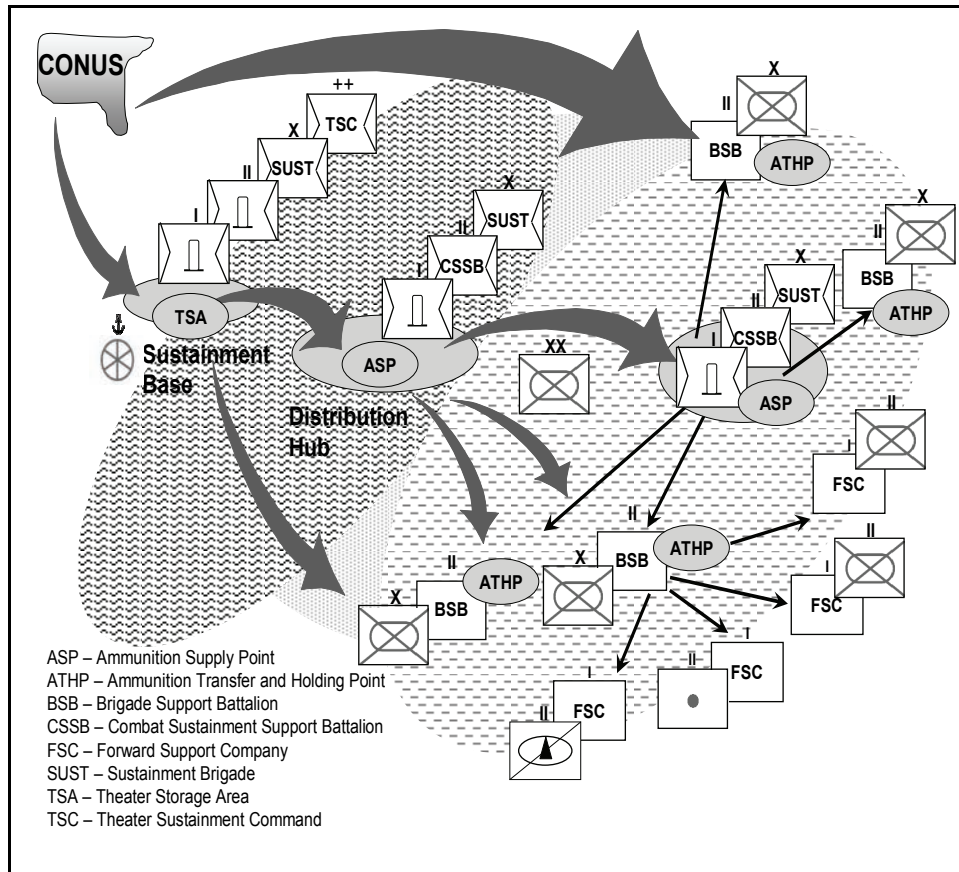 CONUS
++
TSC
X
SUST
II
I
TSA
Sustainment
Base
X
SUST
II
CSSB
I
ASP
Distribution
Hub
XX
X
II
BSB
ATHP
X
II
BSB
ATHP
X
SUST
II
CSSB
I
ASP
II
I
FSC
II
I
FSC
II
BSB
ATHP
X
II
BSB
ATHP
X
I
FSC
II
I
FSC
II
ASP – Ammunition Supply Point
ATHP – Ammunition Transfer and Holding Point
BSB – Brigade Support Battalion
CSSB – Combat Sustainment Support Battalion
FSC – Forward Support Company
SUST – Sustainment Brigade
TSA – Theater Storage Area
TSC – Theater Sustainment Command